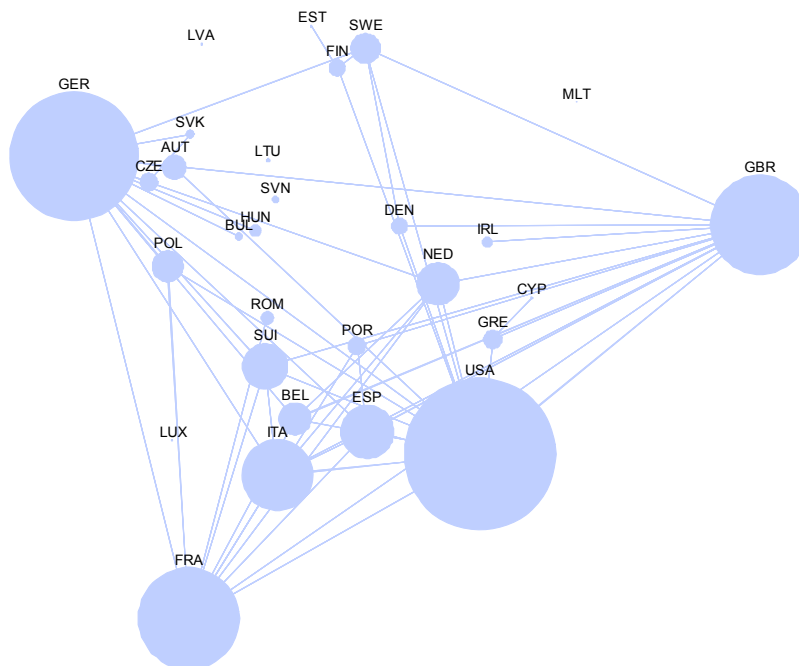 EST
SWE
LVA
FIN
GER
MLT
SVK
AUT
LTU
CZE
GBR
SVN
DEN
HUN
BUL
IRL
POL
NED
CYP
ROM
GRE
POR
SUI
USA
BEL
ESP
LUX
ITA
FRA